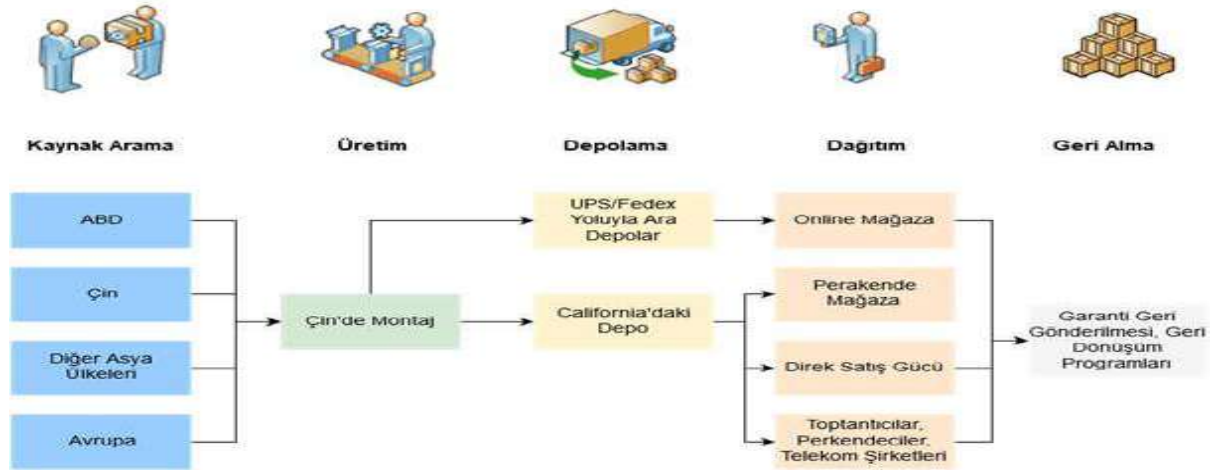 Kaynak Arama
Üretim
Depolama
Dağıtım
Geri Alma
ABD
Çin
Diğer Asya
Ülkeleri
Avrupa
Çin'de Montaj
UPS/Fedex
Yoluyla Ara
Depolar
California'daki
Depo
Online Mağaza
Perakende
Mağaza
Direk Satış Gücü
Toptantıcılar,
Perkendeciler,
Telekom Şirketleri
Garanti Geri
Gönderilmesi, Geri
Dönüşüm
Programları